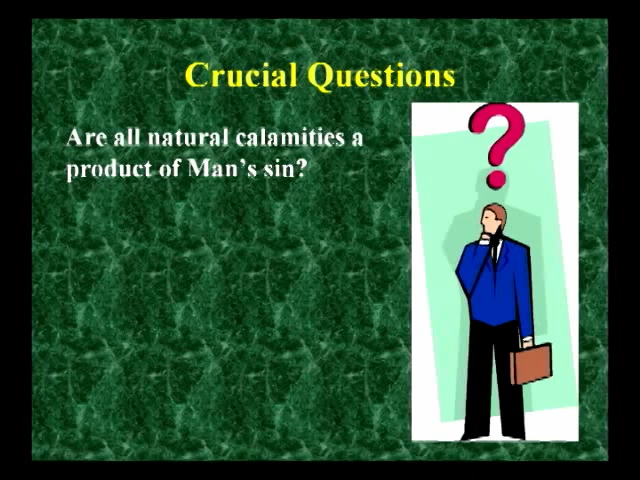 Crucial Questions
Are all natural calamities a
product of Man's sin?
?